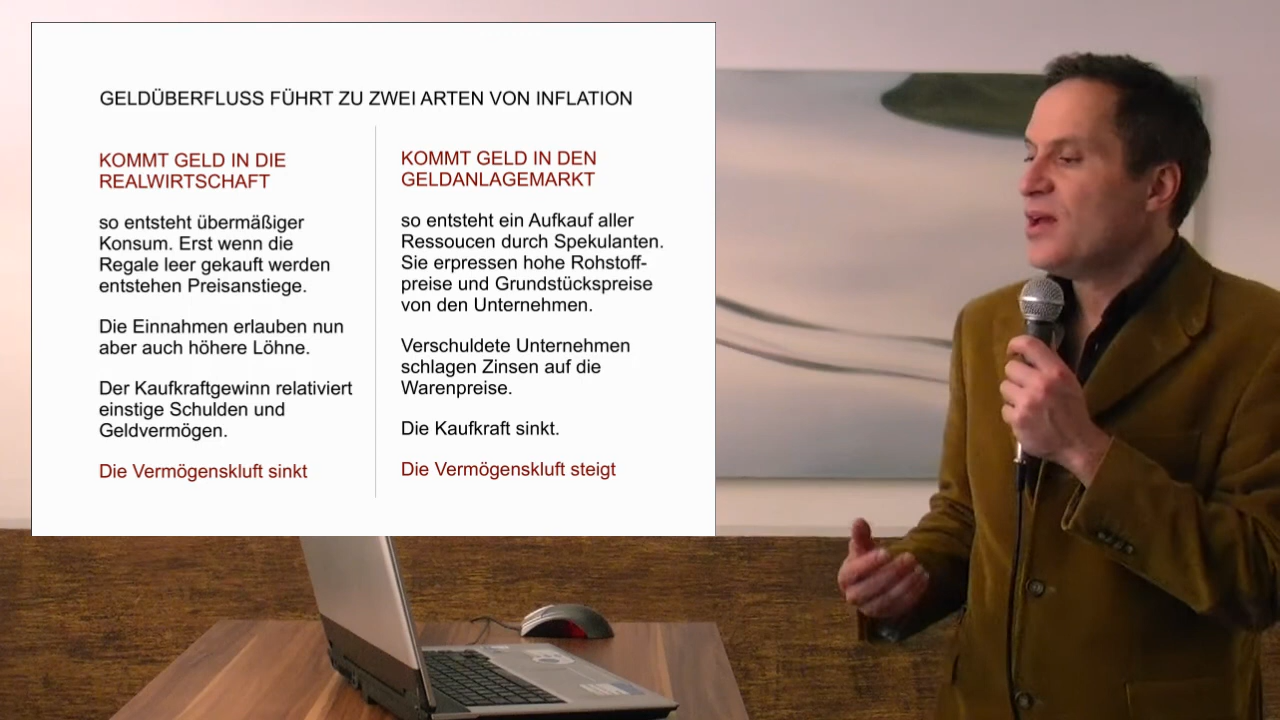 GELDÜBERFLUSS FÜHRT ZU ZWEI ARTEN VON INFLATION
KOMMT GELD IN DIE
REALWIRTSCHAFT
so entsteht übermäßiger
Konsum. Erst wenn die
Regale leer gekauft werden
entstehen Preisanstiege.
Die Einnahmen erlauben nun
aber auch höhere Löhne.
Der Kaufkraftgewinn relativiert
einstige Schulden und
Geldvermögen.
Die Vermögenskluft sinkt
KOMMT GELD IN DEN
GELDANLAGEMARKT
so entsteht ein Aufkauf aller
Ressoucen durch Spekulanten.
Sie erpressen hohe Rohstoff-
preise und Grundstückspreise
von den Unternehmen.
Verschuldete Unternehmen
schlagen Zinsen auf die
Warenpreise.
Die Kaufkraft sinkt.
Die Vermögenskluft steigt